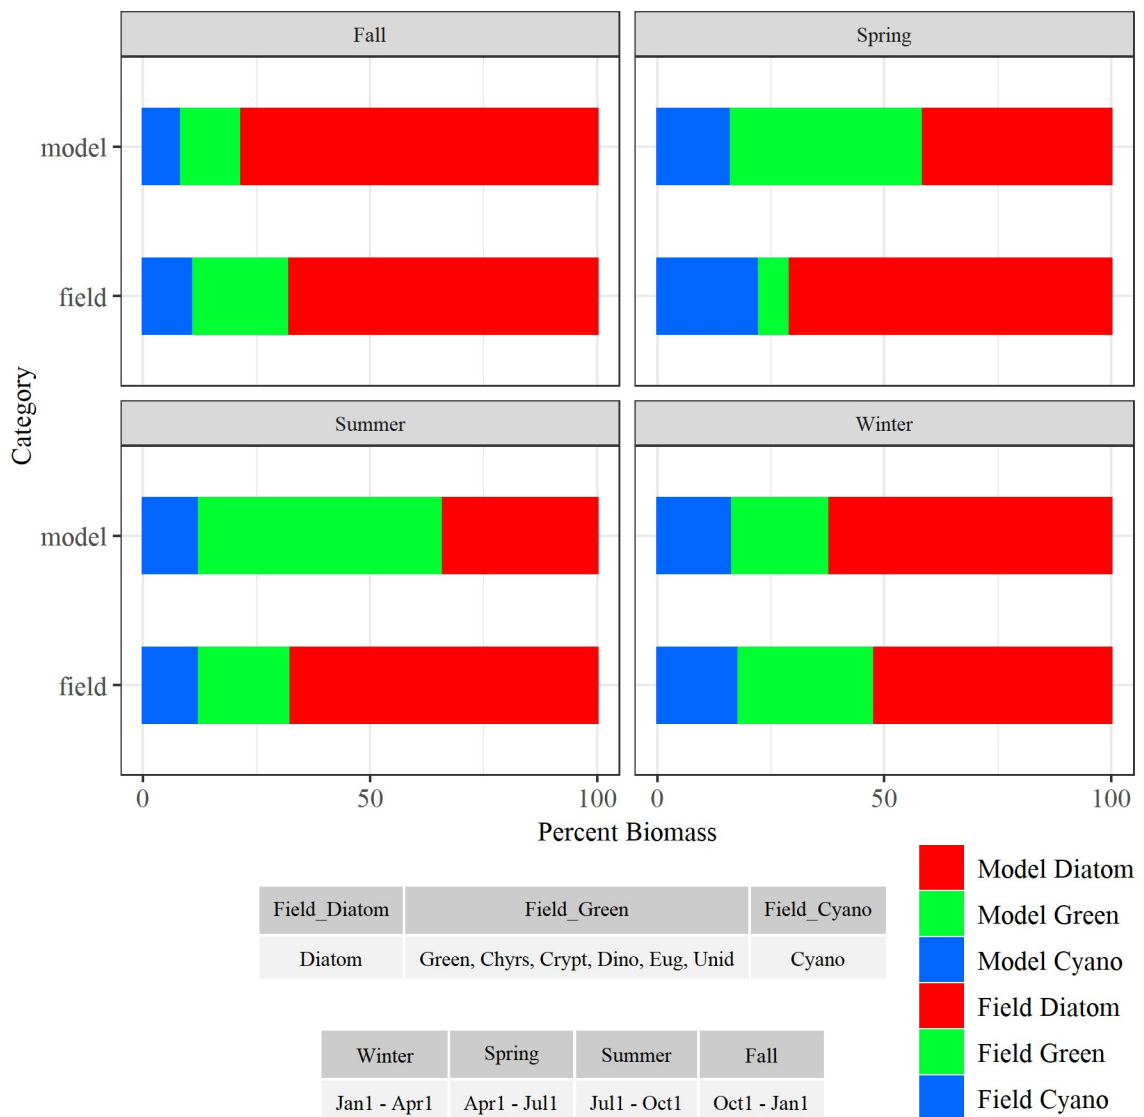 Fall
Spring
model
field
Summer
Winter
model
field
0
50
100
0
50
100
Category
Percent Biomass
Field_Diatom Field_Green Field_Cyano
Diatom Green, Chyrs, Crypt, Dino, Eug, Unid Cyano
Winter Spring Summer Fall
Jan1 - Apr1 Apr1 - Jul1 Jul1 - Oct1 Oct1 - Jan1
Model Diatom
Model Green
Model Cyano
Field Diatom
Field Green
Field Cyano